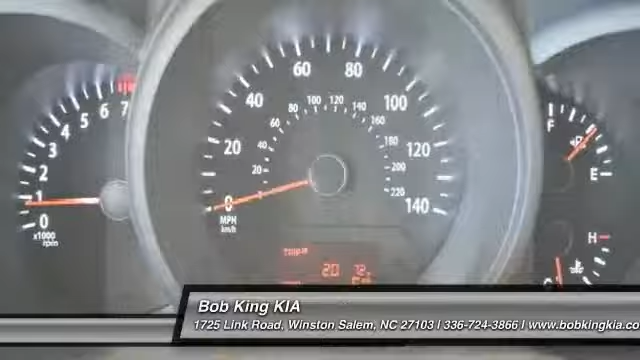 60 80
40 100
20 120
0 140
MPH
km/h
20 40 60 80 100 120 140 160 180 200 220
0 1 2 3 4 5 6 7
x1000
rpm
F
E
H
TRIP
20
Bob King KIA
1725 Link Road, Winston Salem, NC 27103 | 336-724-3866 | www.bobkingkia.c